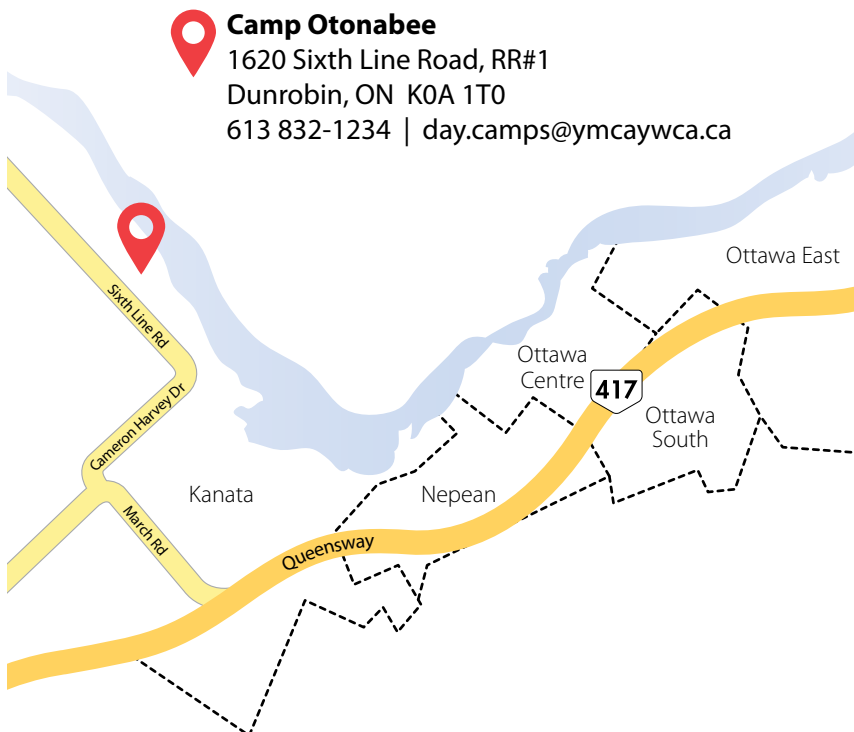 Camp Otonabee
1620 Sixth Line Road, RR#1
Dunrobin, ON  K0A 1T0
613 832-1234 | day.camps@ymcaywca.ca
Ottawa East
Sixth Line Rd
Ottawa
Centre
417
Cameron Harvey Dr
Ottawa
South
Kanata
Nepean
March Rd
Queensway